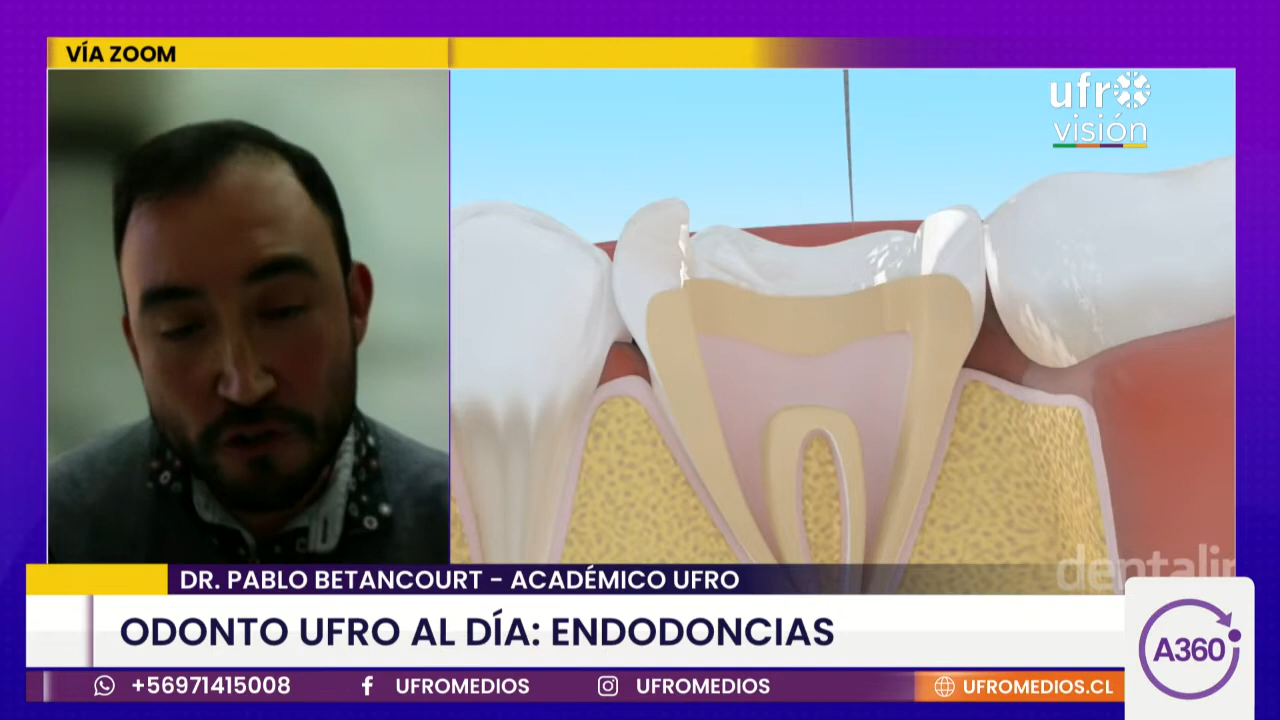 VÍA ZOOM
ufro
visión
dentalin
DR. PABLO BETANCOURT - ACADÉMICO UFRO
ODONTO UFRO AL DÍA: ENDODONCIAS
A360
+56971415008 UFROMEDIOS UFROMEDIOS UFROMEDIOS.CL